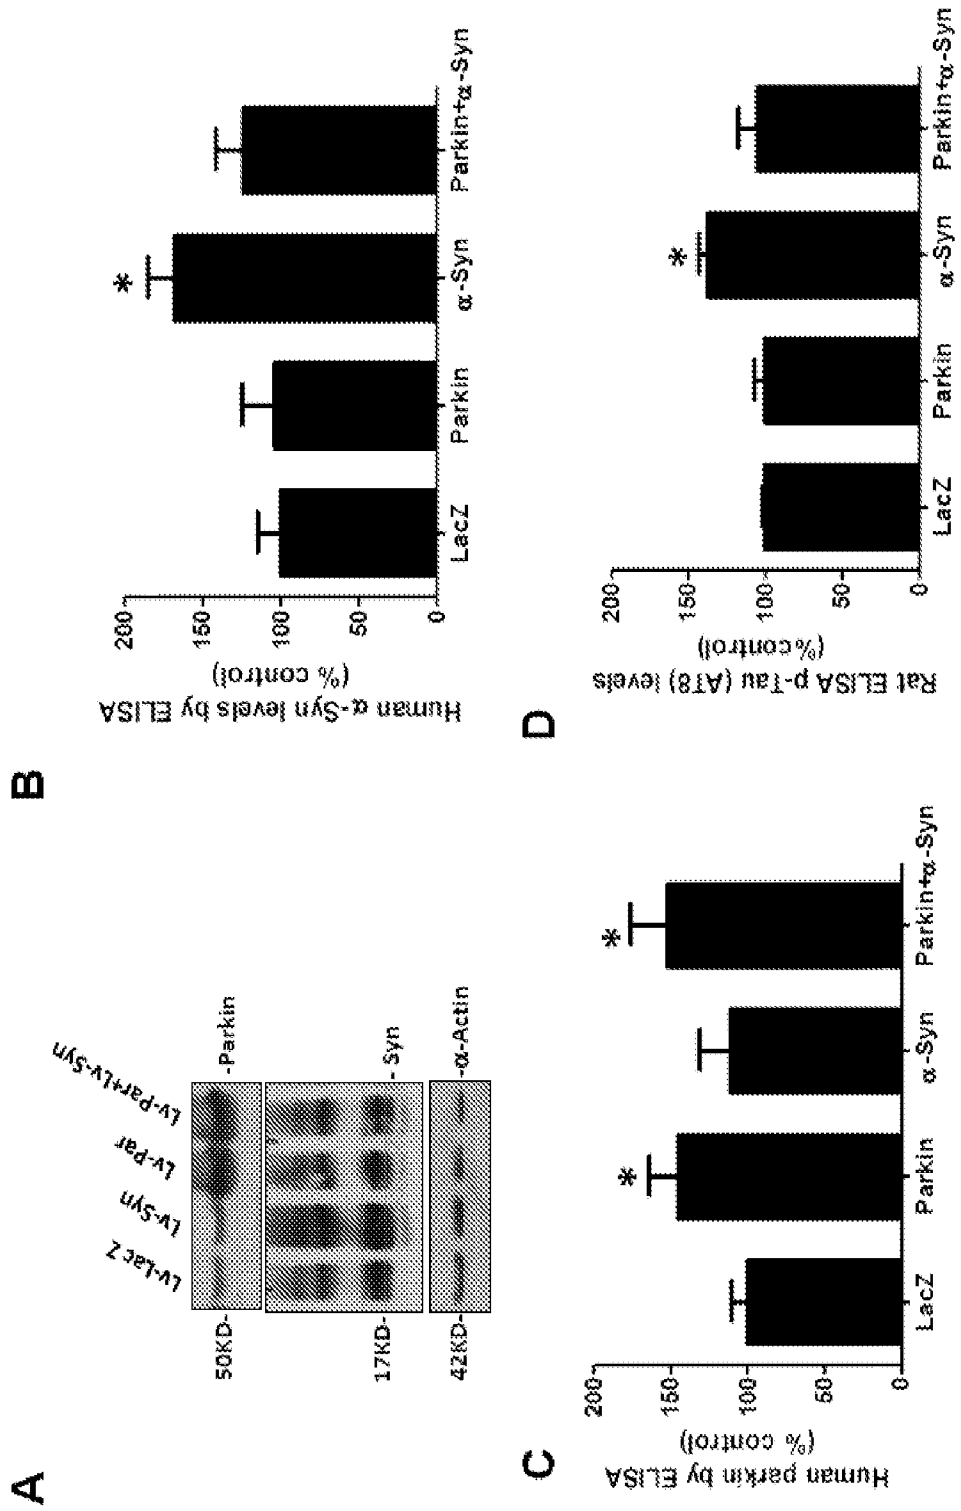 A
Lv-Lac Z
Lv-Syn
Lv-Par
Lv-Par+Lv-Syn
50KD-
-Parkin
17KD-
- Syn
42KD-
-α-Actin
B
Human α-Syn levels by ELISA
(% control)
200
150
100
50
0
*
LacZ
Parkin
α-Syn
Parkin+α-Syn
C
Human parkin by ELISA
(% control)
200
150
100
50
0
*
*
LacZ
Parkin
α-Syn
Parkin+α-Syn
D
Rat ELISA p-Tau (AT8) levels
(% control)
200
150
100
50
0
*
LacZ
Parkin
α-Syn
Parkin+α-Syn